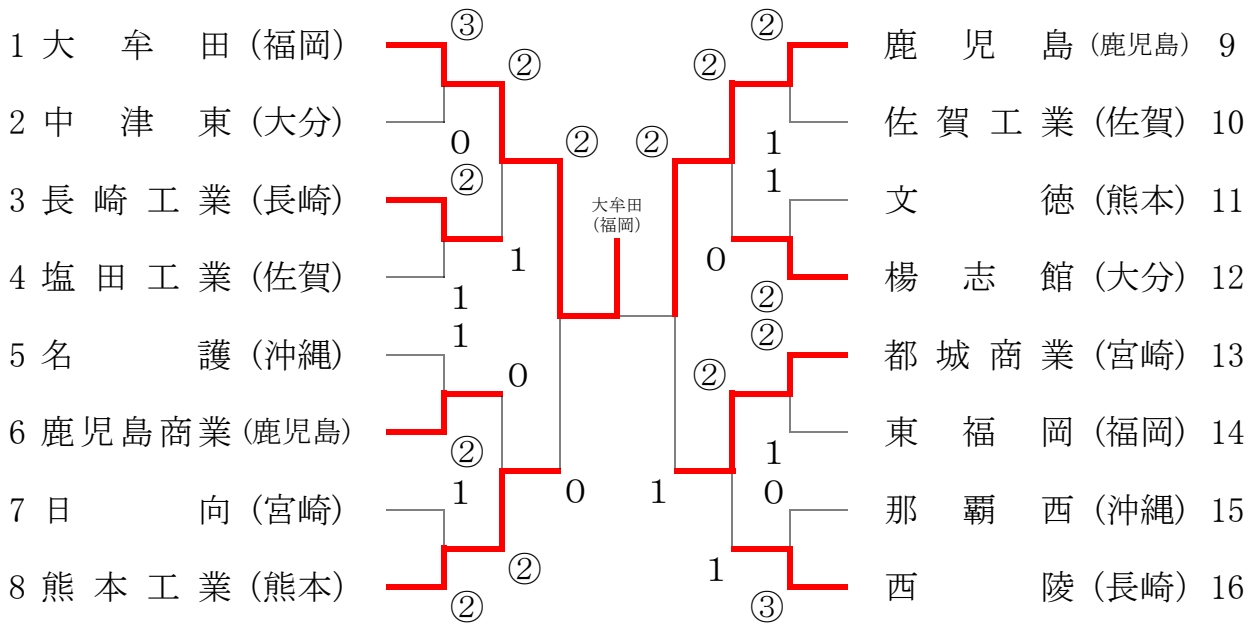 ③ ②
1 大牟田 (福岡) 鹿児島 (鹿児島) 9
② ②
2 中津東 (大分) 佐賀工業 (佐賀) 10
0 ② ② 1
② 1
3 長崎工業 (長崎) 大牟田 文徳 (熊本) 11
(福岡)
1 0
4 塩田工業 (佐賀) 楊志館 (大分) 12
1 ②
1 ②
5 名護 (沖縄) 都城商業 (宮崎) 13
0 ②
6 鹿児島商業 (鹿児島) 東福岡 (福岡) 14
② 1
1 0 1 0
7 日向 (宮崎) 那覇西 (沖縄) 15
② 1
8 熊本工業 (熊本) 西陵 (長崎) 16
② ③